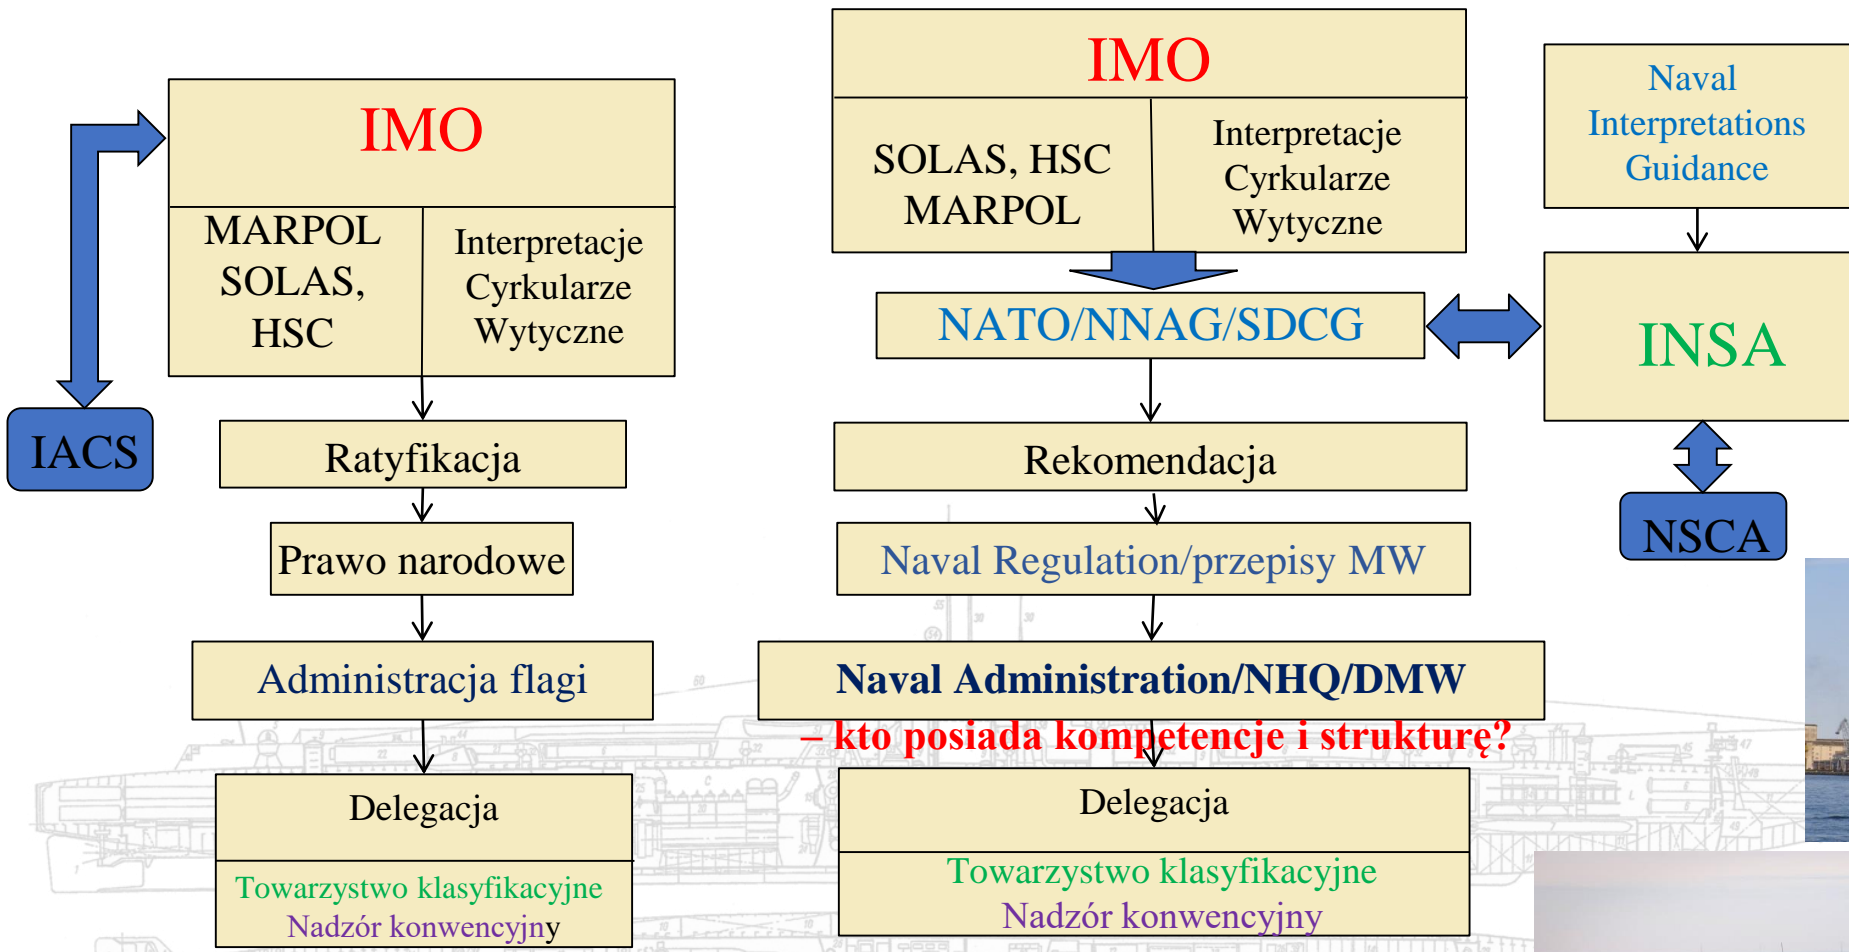 IMO
MARPOL
SOLAS,
HSC
Interpretacje
Cyrkularze
Wytyczne
IACS
Ratyfikacja
Prawo narodowe
Administracja flagi
Delegacja
Towarzystwo klasyfikacyjne
Nadzór konwencyjny
IMO
SOLAS, HSC
MARPOL
Interpretacje
Cyrkularze
Wytyczne
NATO/NNAG/SDCG
Rekomendacja
Naval Regulation/przepisy MW
Naval Administration/NHQ/DMW
– kto posiada kompetencje i strukturę?
Delegacja
Towarzystwo klasyfikacyjne
Nadzór konwencyjny
Naval
Interpretations
Guidance
INSA
NSCA